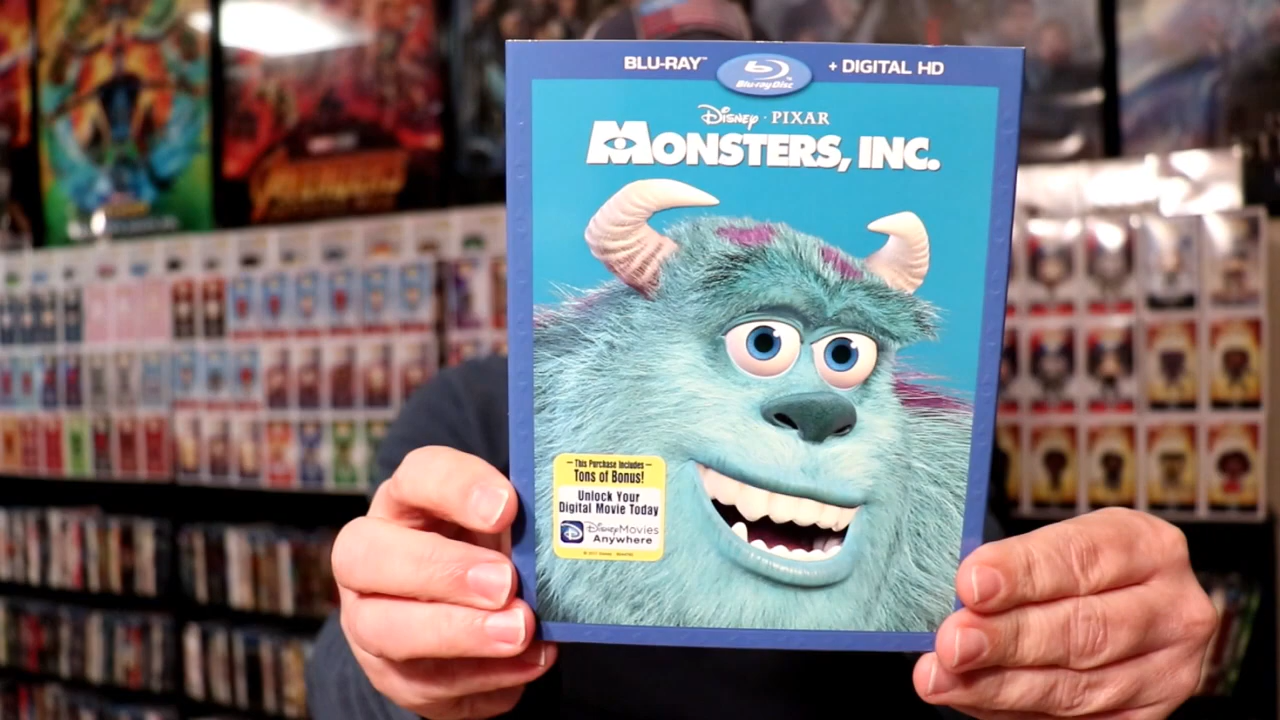 BLU-RAY™
Blu-ray Disc
+ DIGITAL HD
Disney · PIXAR
MONSTERS, INC.
— This Purchase Includes —
Tons of Bonus!
Unlock Your
Digital Movie Today
Disney Movies
Anywhere